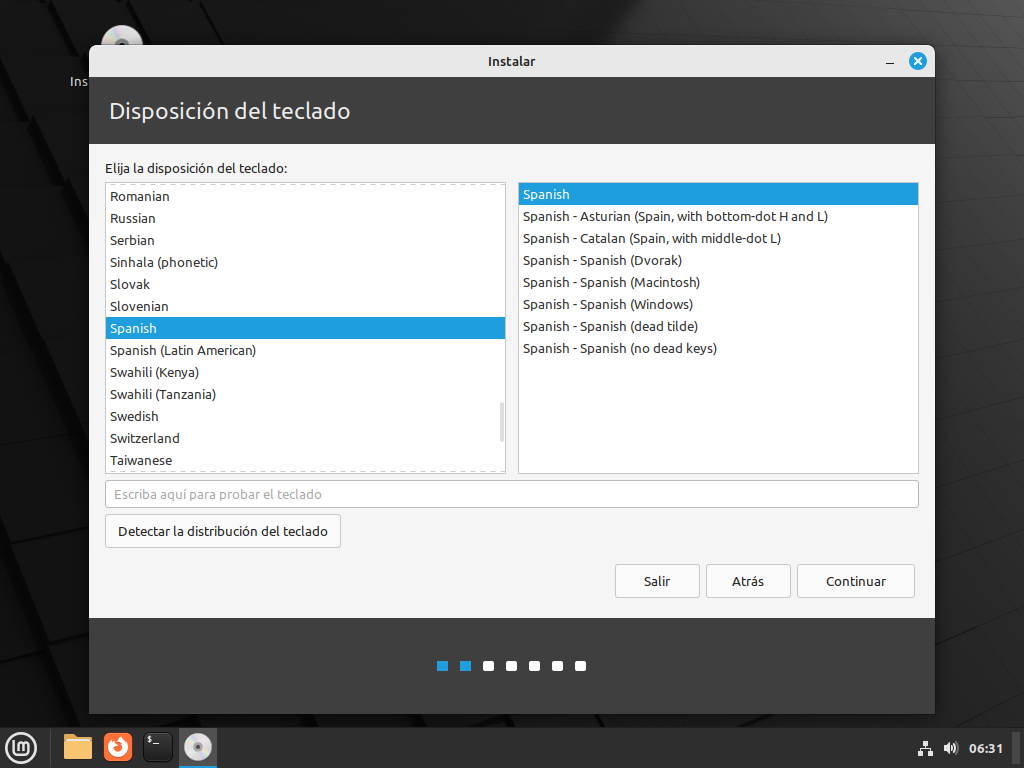 Ins
Instalar
Disposición del teclado
Elija la disposición del teclado:
Romanian
Russian
Serbian
Sinhala (phonetic)
Slovak
Slovenian
Spanish
Spanish (Latin American)
Swahili (Kenya)
Swahili (Tanzania)
Swedish
Switzerland
Taiwanese
Spanish
Spanish - Asturian (Spain, with bottom-dot H and L)
Spanish - Catalan (Spain, with middle-dot L)
Spanish - Spanish (Dvorak)
Spanish - Spanish (Macintosh)
Spanish - Spanish (Windows)
Spanish - Spanish (dead tilde)
Spanish - Spanish (no dead keys)
Escriba aquí para probar el teclado
Detectar la distribución del teclado
Salir
Atrás
Continuar
$_
06:31